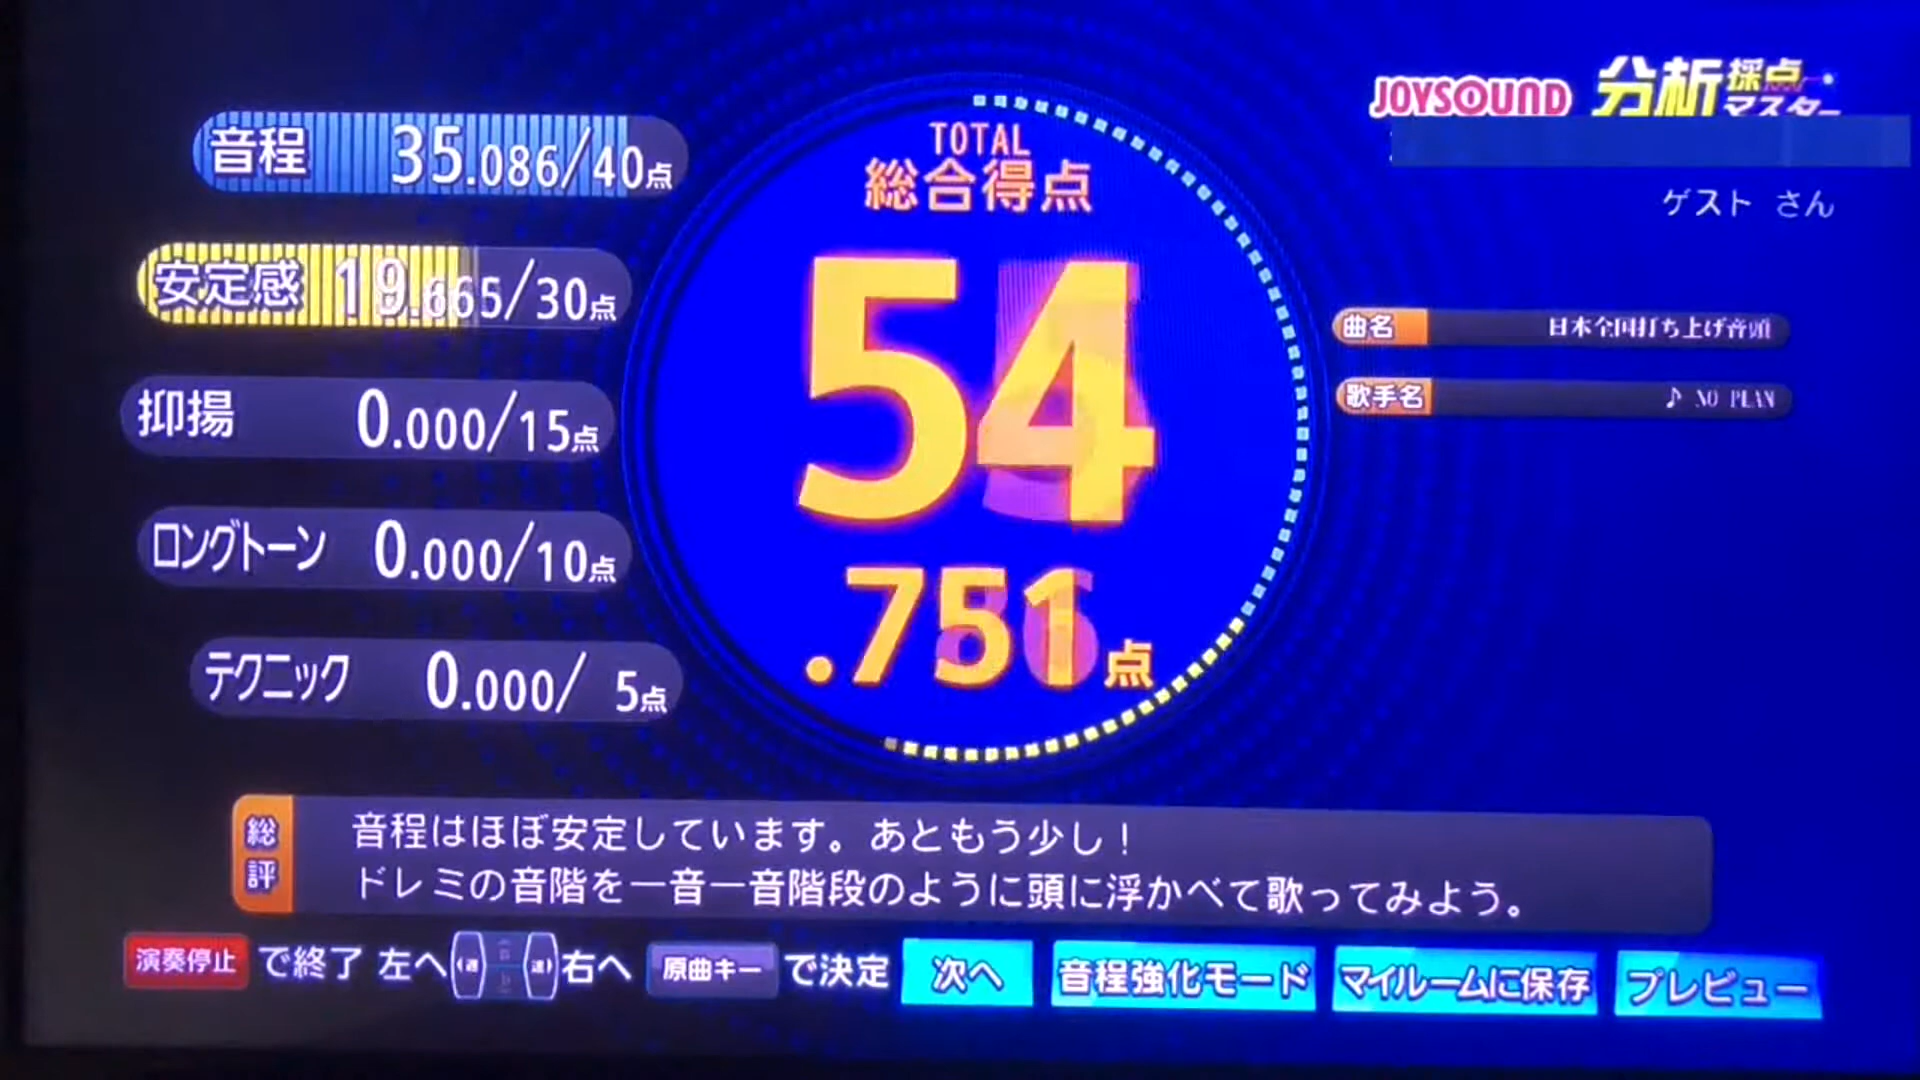 JOYSOUND 分析採点マスター
ゲスト さん
音程 35.086/40点
安定感 19.665/30点
抑揚 0.000/15点
ロングトーン 0.000/10点
テクニック 0.000/ 5点
TOTAL
総合得点
54
.751点
曲名 日本全国打ち上げ音頭
歌手名 ♪ NO PLAN
総評
音程はほぼ安定しています。あともう少し!
ドレミの音階を一音一音階段のように頭に浮かべて歌ってみよう。
演奏停止 で終了 左へ 遅 速 右へ 原曲キー で決定 次へ 音程強化モード マイルームに保存 プレビュー